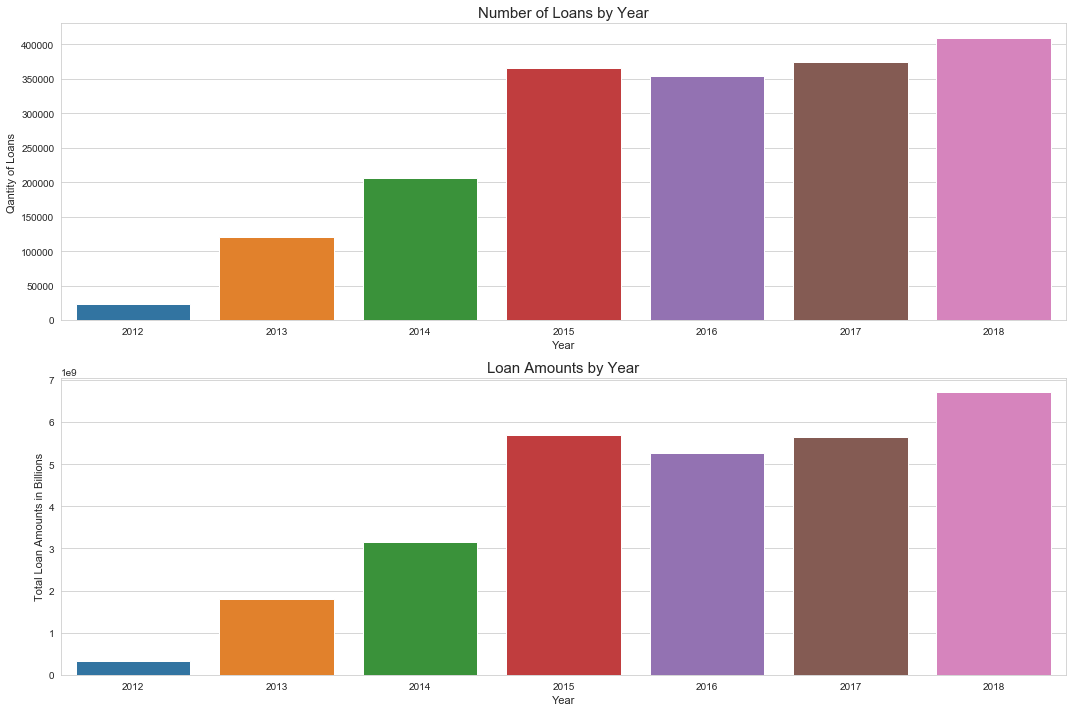 Number of Loans by Year
400000
350000
300000
250000
200000
150000
100000
50000
0
Qantity of Loans
2012 2013 2014 2015 2016 2017 2018
Year
Loan Amounts by Year
1e9
7
6
5
4
3
2
1
0
Total Loan Amounts in Billions
2012 2013 2014 2015 2016 2017 2018
Year